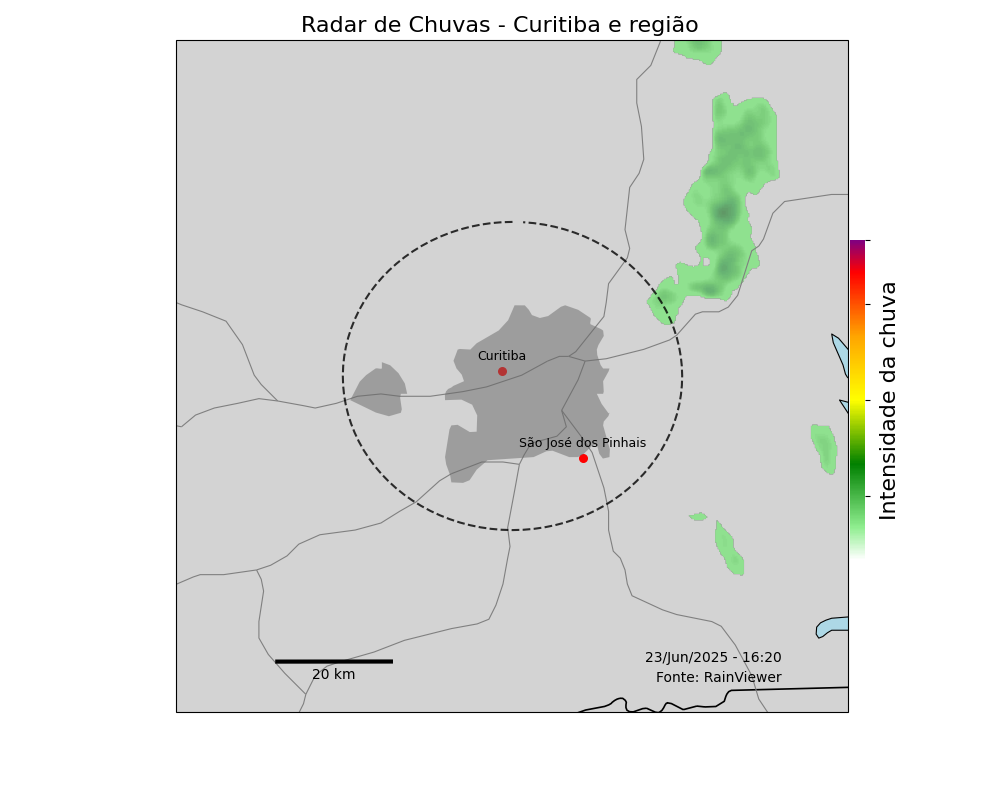 Radar de Chuvas - Curitiba e região
Curitiba
São José dos Pinhais
Intensidade da chuva
23/Jun/2025 - 16:20
20 km
Fonte: RainViewer